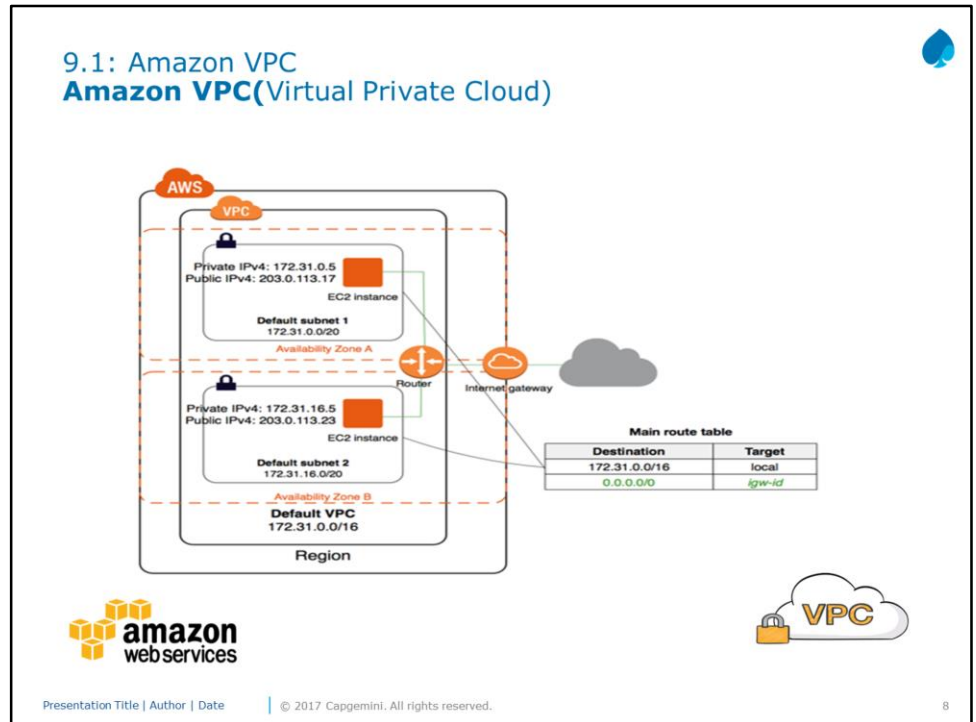 9.1: Amazon VPC
Amazon VPC(Virtual Private Cloud)
AWS
VPC
Private IPv4: 172.31.0.5
Public IPv4: 203.0.113.17
EC2 instance
Default subnet 1
172.31.0.0/20
Availability Zone A
Router
Internet gateway
Private IPv4: 172.31.16.5
Public IPv4: 203.0.113.23
EC2 instance
Default subnet 2
172.31.16.0/20
Availability Zone B
Default VPC
172.31.0.0/16
Region
Main route table
Destination Target
172.31.0.0/16 local
0.0.0.0/0 igw-id
amazon
webservices
VPC
Presentation Title | Author | Date © 2017 Capgemini. All rights reserved. 8